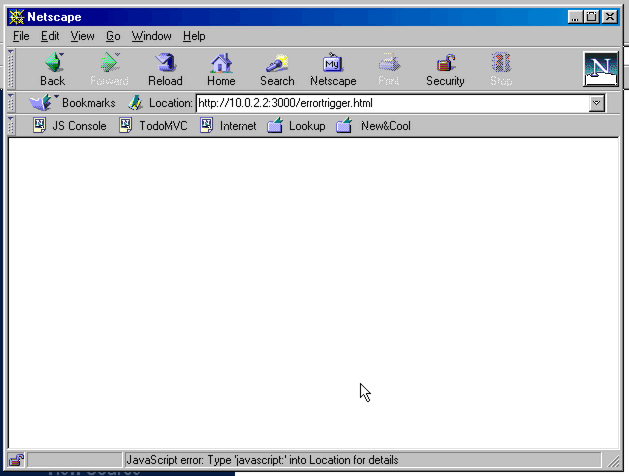 Netscape
File Edit View Go Window Help
My
N
Back Forward Reload Home Search Netscape Print Security Stop
Bookmarks Location: http://10.0.2.2:3000/errortrigger.html
JS Console TodoMVC Internet Lookup New&Cool
JavaScript error: Type 'javascript:' into Location for details